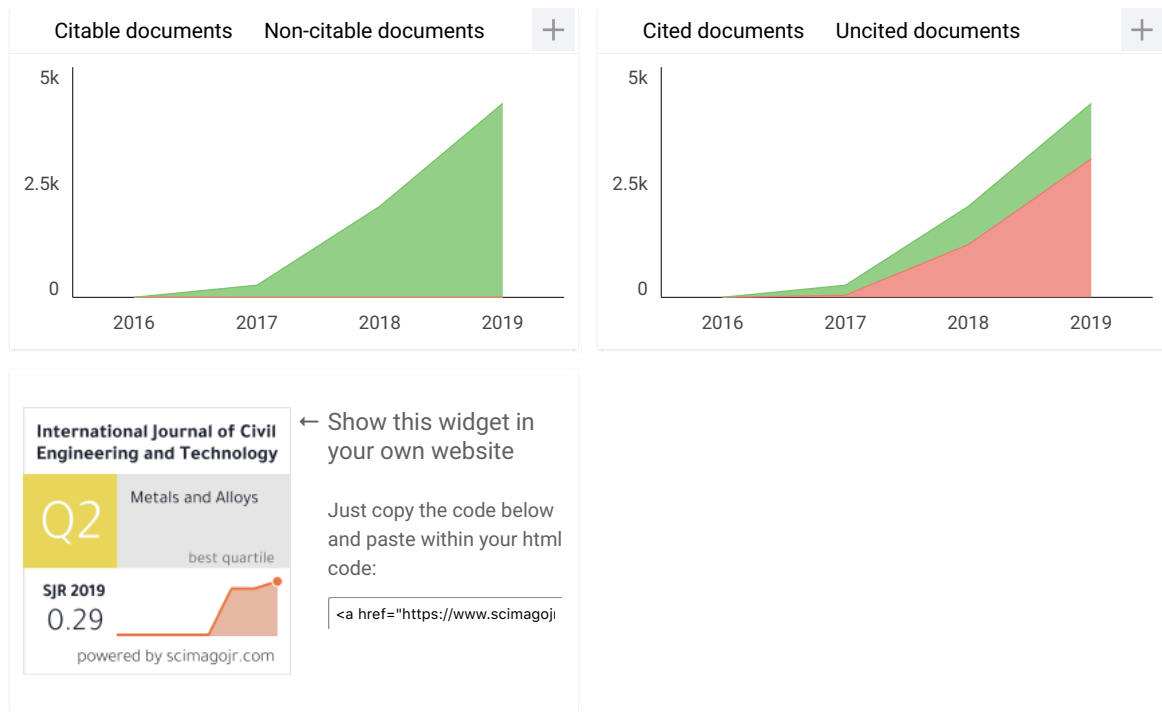 Citable documents Non-citable documents +
5k
2.5k
0
2016 2017 2018 2019
Cited documents Uncited documents +
5k
2.5k
0
2016 2017 2018 2019
International Journal of Civil
Engineering and Technology
Q2
Metals and Alloys
best quartile
SJR 2019
0.29
powered by scimagojr.com
← Show this widget in
your own website
Just copy the code below
and paste within your html
code:
<a href="https://www.scimagojr